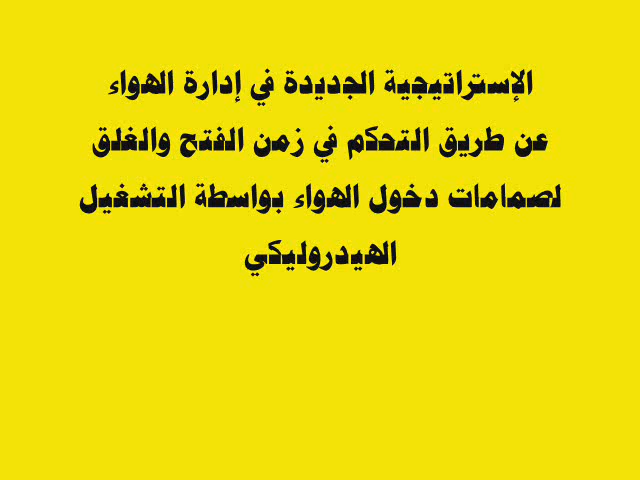 الإستراتيجية الجديدة في إدارة الهواء
عن طريق التحكم في زمن الفتح والغلق
لصمامات دخول الهواء بواسطة التشغيل
الهيدروليكي